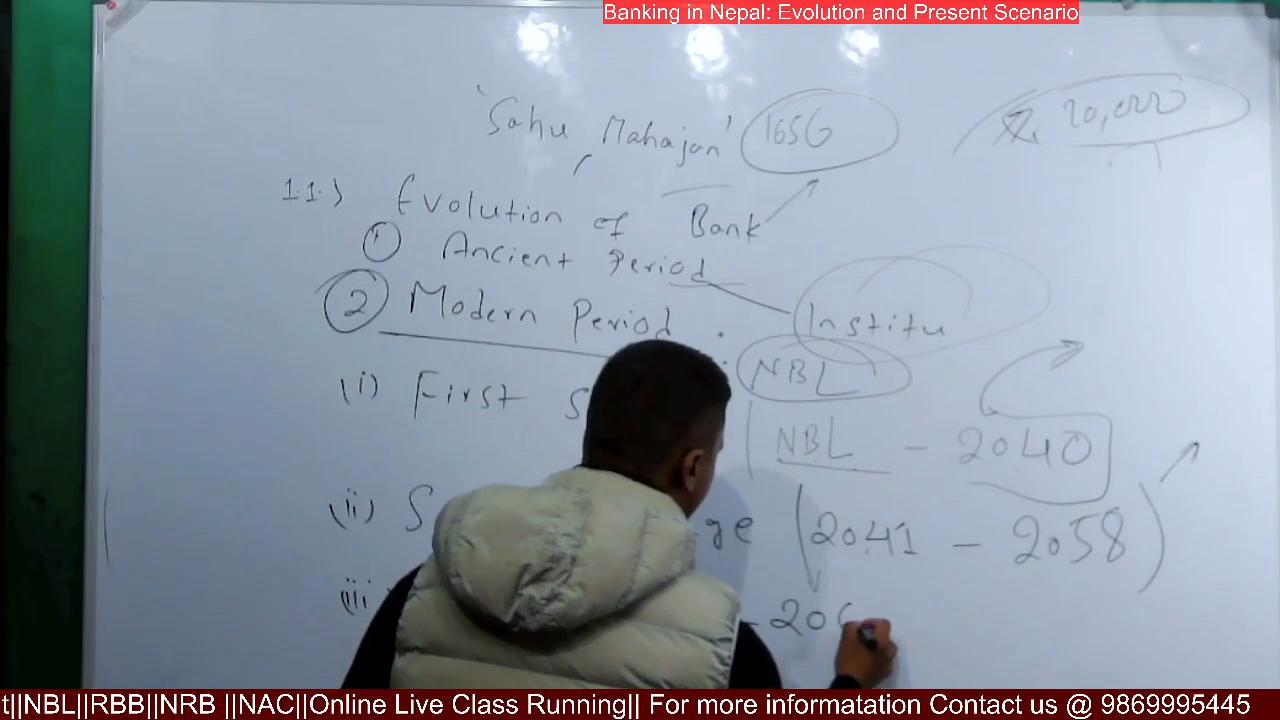 Banking in Nepal: Evolution and Present Scenario
'Sahu Mahajan' 1656
20,000
1.1.) Evolution of Bank
① Ancient Period
② Modern Period : Institu
: NBL
(i) First
NBL - 2040
(ii) (2041 - 2058)
(iii
t||NBL||RBB||NRB ||NAC||Online Live Class Running|| For more informatation Contact us @ 9869995445